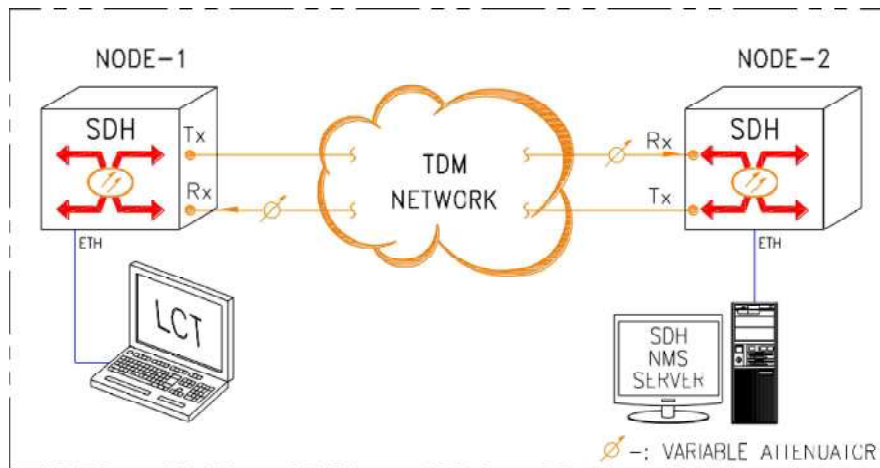 NODE-1
NODE-2
SDH
Tx
Rx
ETH
TDM
NETWORK
Rx
SDH
Tx
ETH
LCT
SDH
NMS
SERVER
-: VARIABLE ATTENUATOR